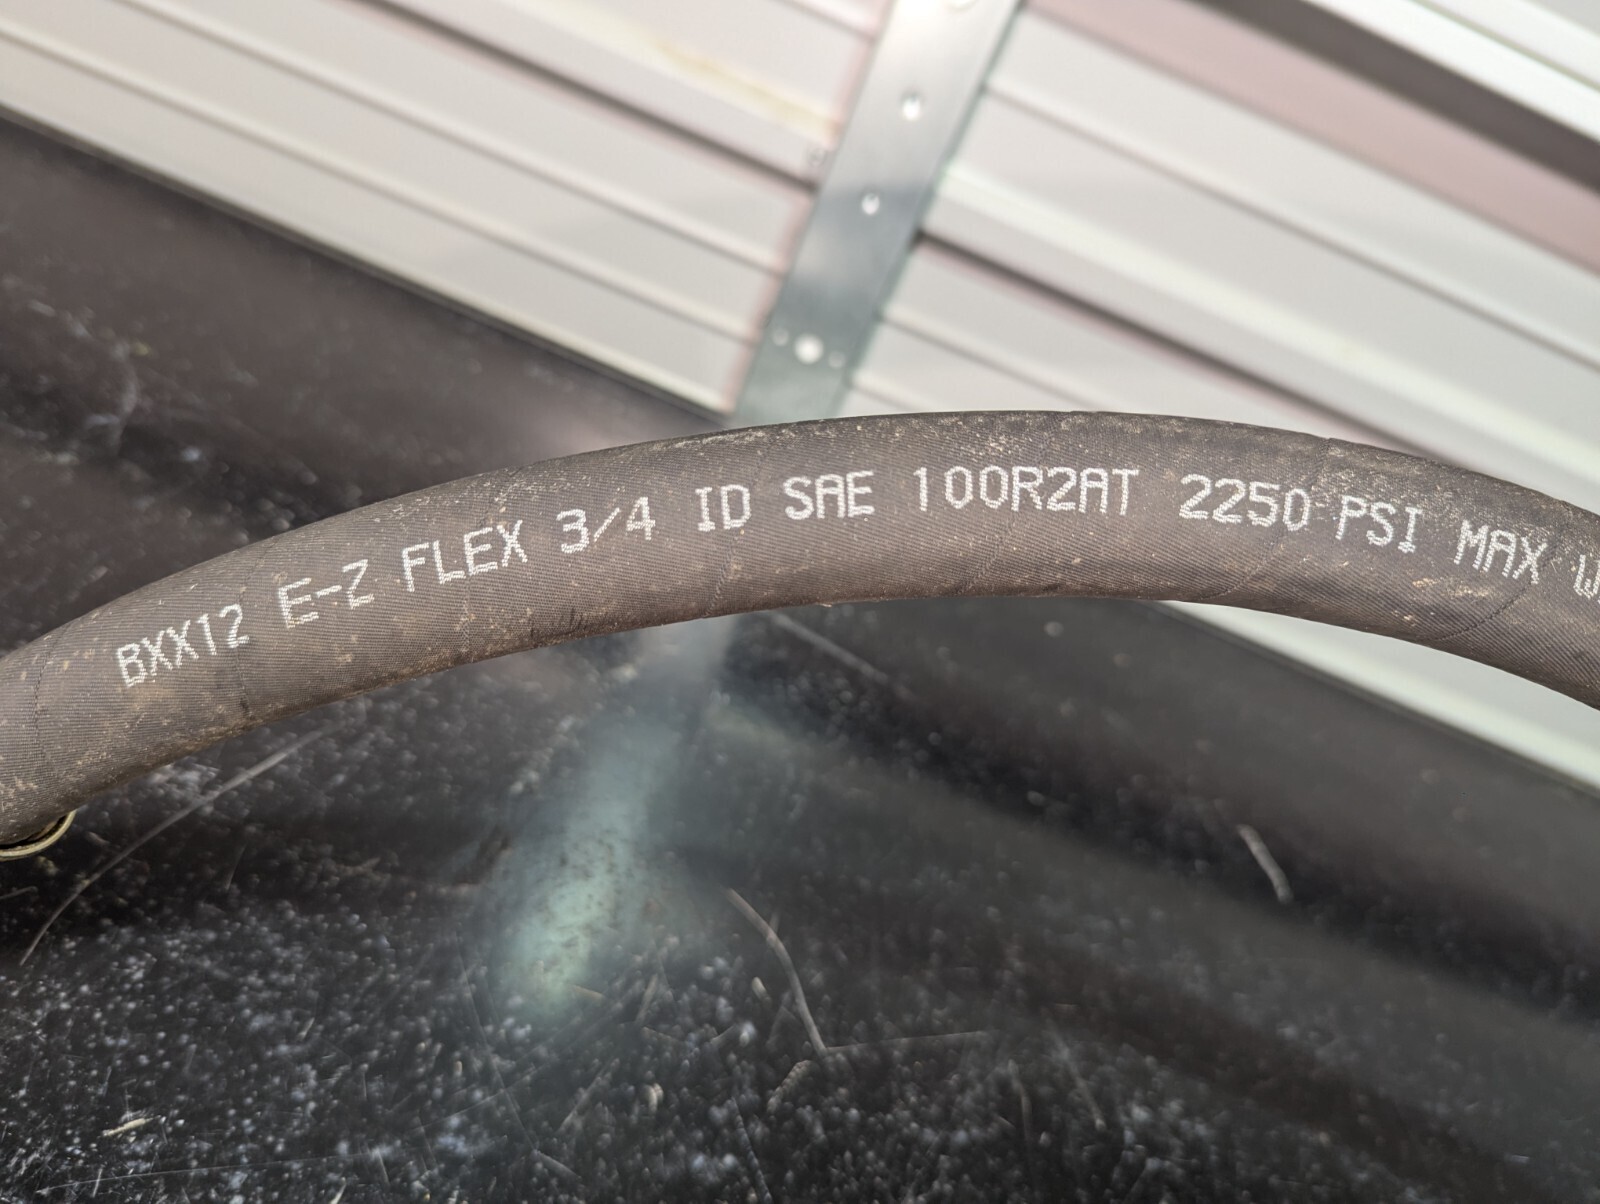 BXX12 E-Z FLEX 3/4 ID SAE 100R2AT 2250 PSI MAX W